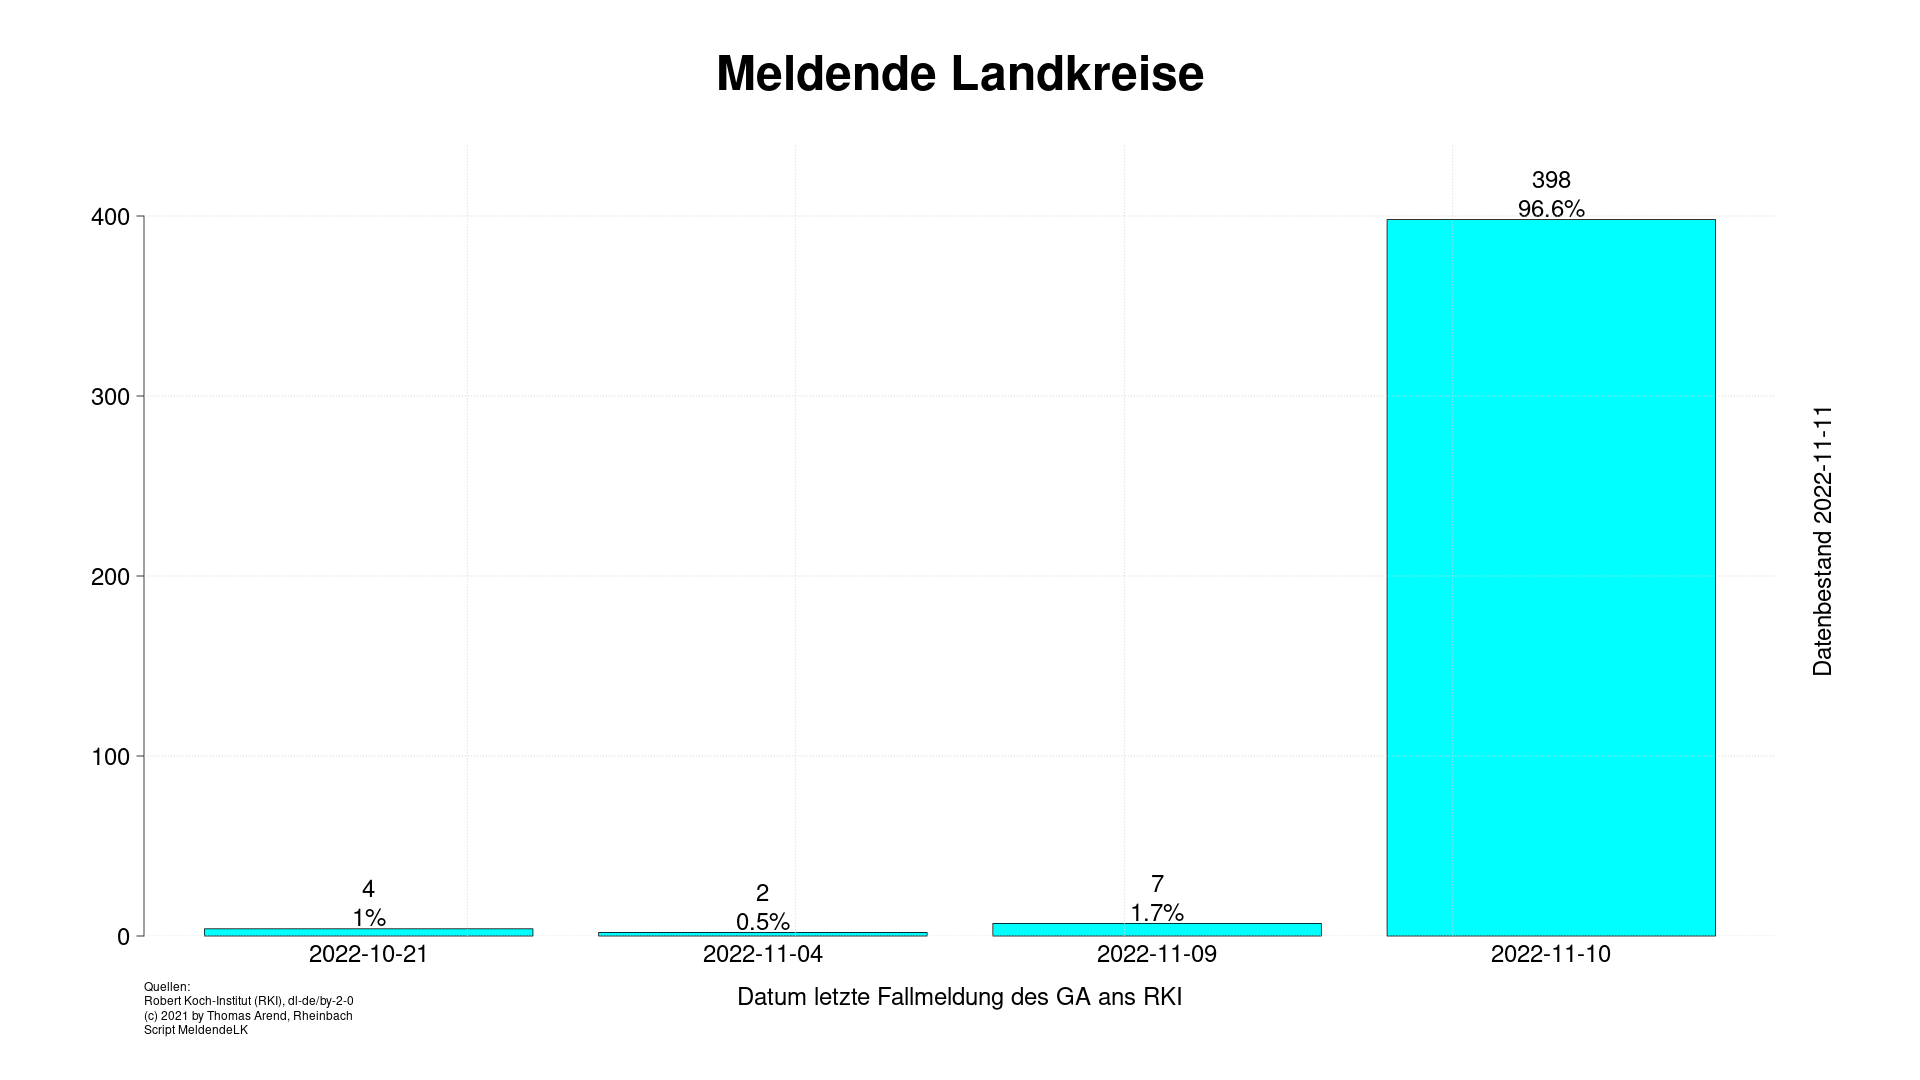 Meldende Landkreise
398
96.6%
400
300
200
100
0
4
1%
2
0.5%
7
1.7%
2022-10-21
2022-11-04
2022-11-09
2022-11-10
Datum letzte Fallmeldung des GA ans RKI
Datenbestand 2022-11-11
Quellen:
Robert Koch-Institut (RKI), dl-de/by-2-0
(c) 2021 by Thomas Arend, Rheinbach
Script MeldendeLK